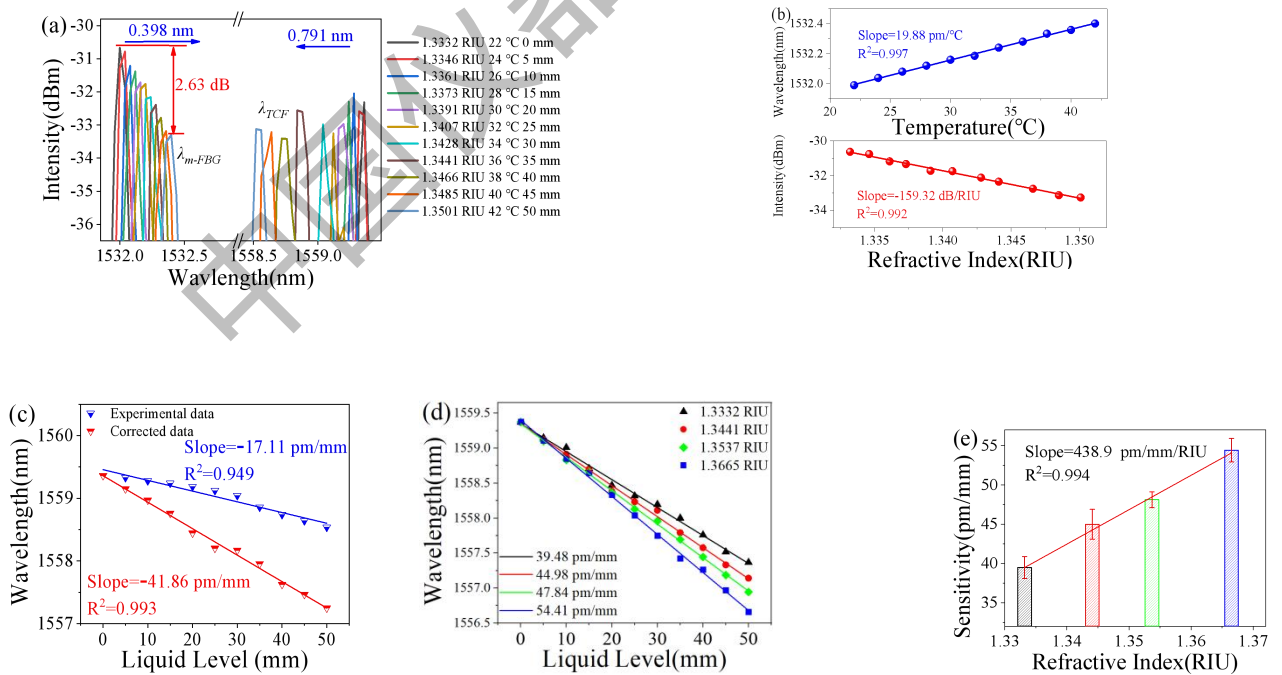 (a)
0.398 nm
0.791 nm
2.63 dB
λTCF
λm-FBG
-30
-31
-32
-33
-34
-35
-36
Intensity(dBm)
1532.0
1532.5
1558.5
1559.0
Wavlength(nm)
1.3332 RIU 22 ℃ 0 mm
1.3346 RIU 24 ℃ 5 mm
1.3361 RIU 26 ℃ 10 mm
1.3373 RIU 28 ℃ 15 mm
1.3391 RIU 30 ℃ 20 mm
1.3407 RIU 32 ℃ 25 mm
1.3428 RIU 34 ℃ 30 mm
1.3441 RIU 36 ℃ 35 mm
1.3466 RIU 38 ℃ 40 mm
1.3485 RIU 40 ℃ 45 mm
1.3501 RIU 42 ℃ 50 mm
中国仪器
(b)
Wavelength(nm)
1532.4
1532.2
1532.0
Slope=19.88 pm/℃
R²=0.997
20
25
30
35
40
Temperature(℃)
Intensity(dBm)
-30
-32
-34
Slope=-159.32 dB/RIU
R²=0.992
1.335
1.340
1.345
1.350
Refractive Index(RIU)
(c)
Experimental data
Corrected data
Slope=-17.11 pm/mm
R²=0.949
Slope=-41.86 pm/mm
R²=0.993
1560
1559
1558
1557
Wavelength(nm)
0
10
20
30
40
50
Liquid Level (mm)
(d)
1.3332 RIU
1.3441 RIU
1.3537 RIU
1.3665 RIU
39.48 pm/mm
44.98 pm/mm
47.84 pm/mm
54.41 pm/mm
1559.5
1559.0
1558.5
1558.0
1557.5
1557.0
1556.5
Wavelength(nm)
0
10
20
30
40
50
Liquid Level(mm)
(e)
Slope=438.9 pm/mm/RIU
R²=0.994
55
50
45
40
35
Sensitivity(pm/mm)
1.33
1.34
1.35
1.36
1.37
Refractive Index(RIU)